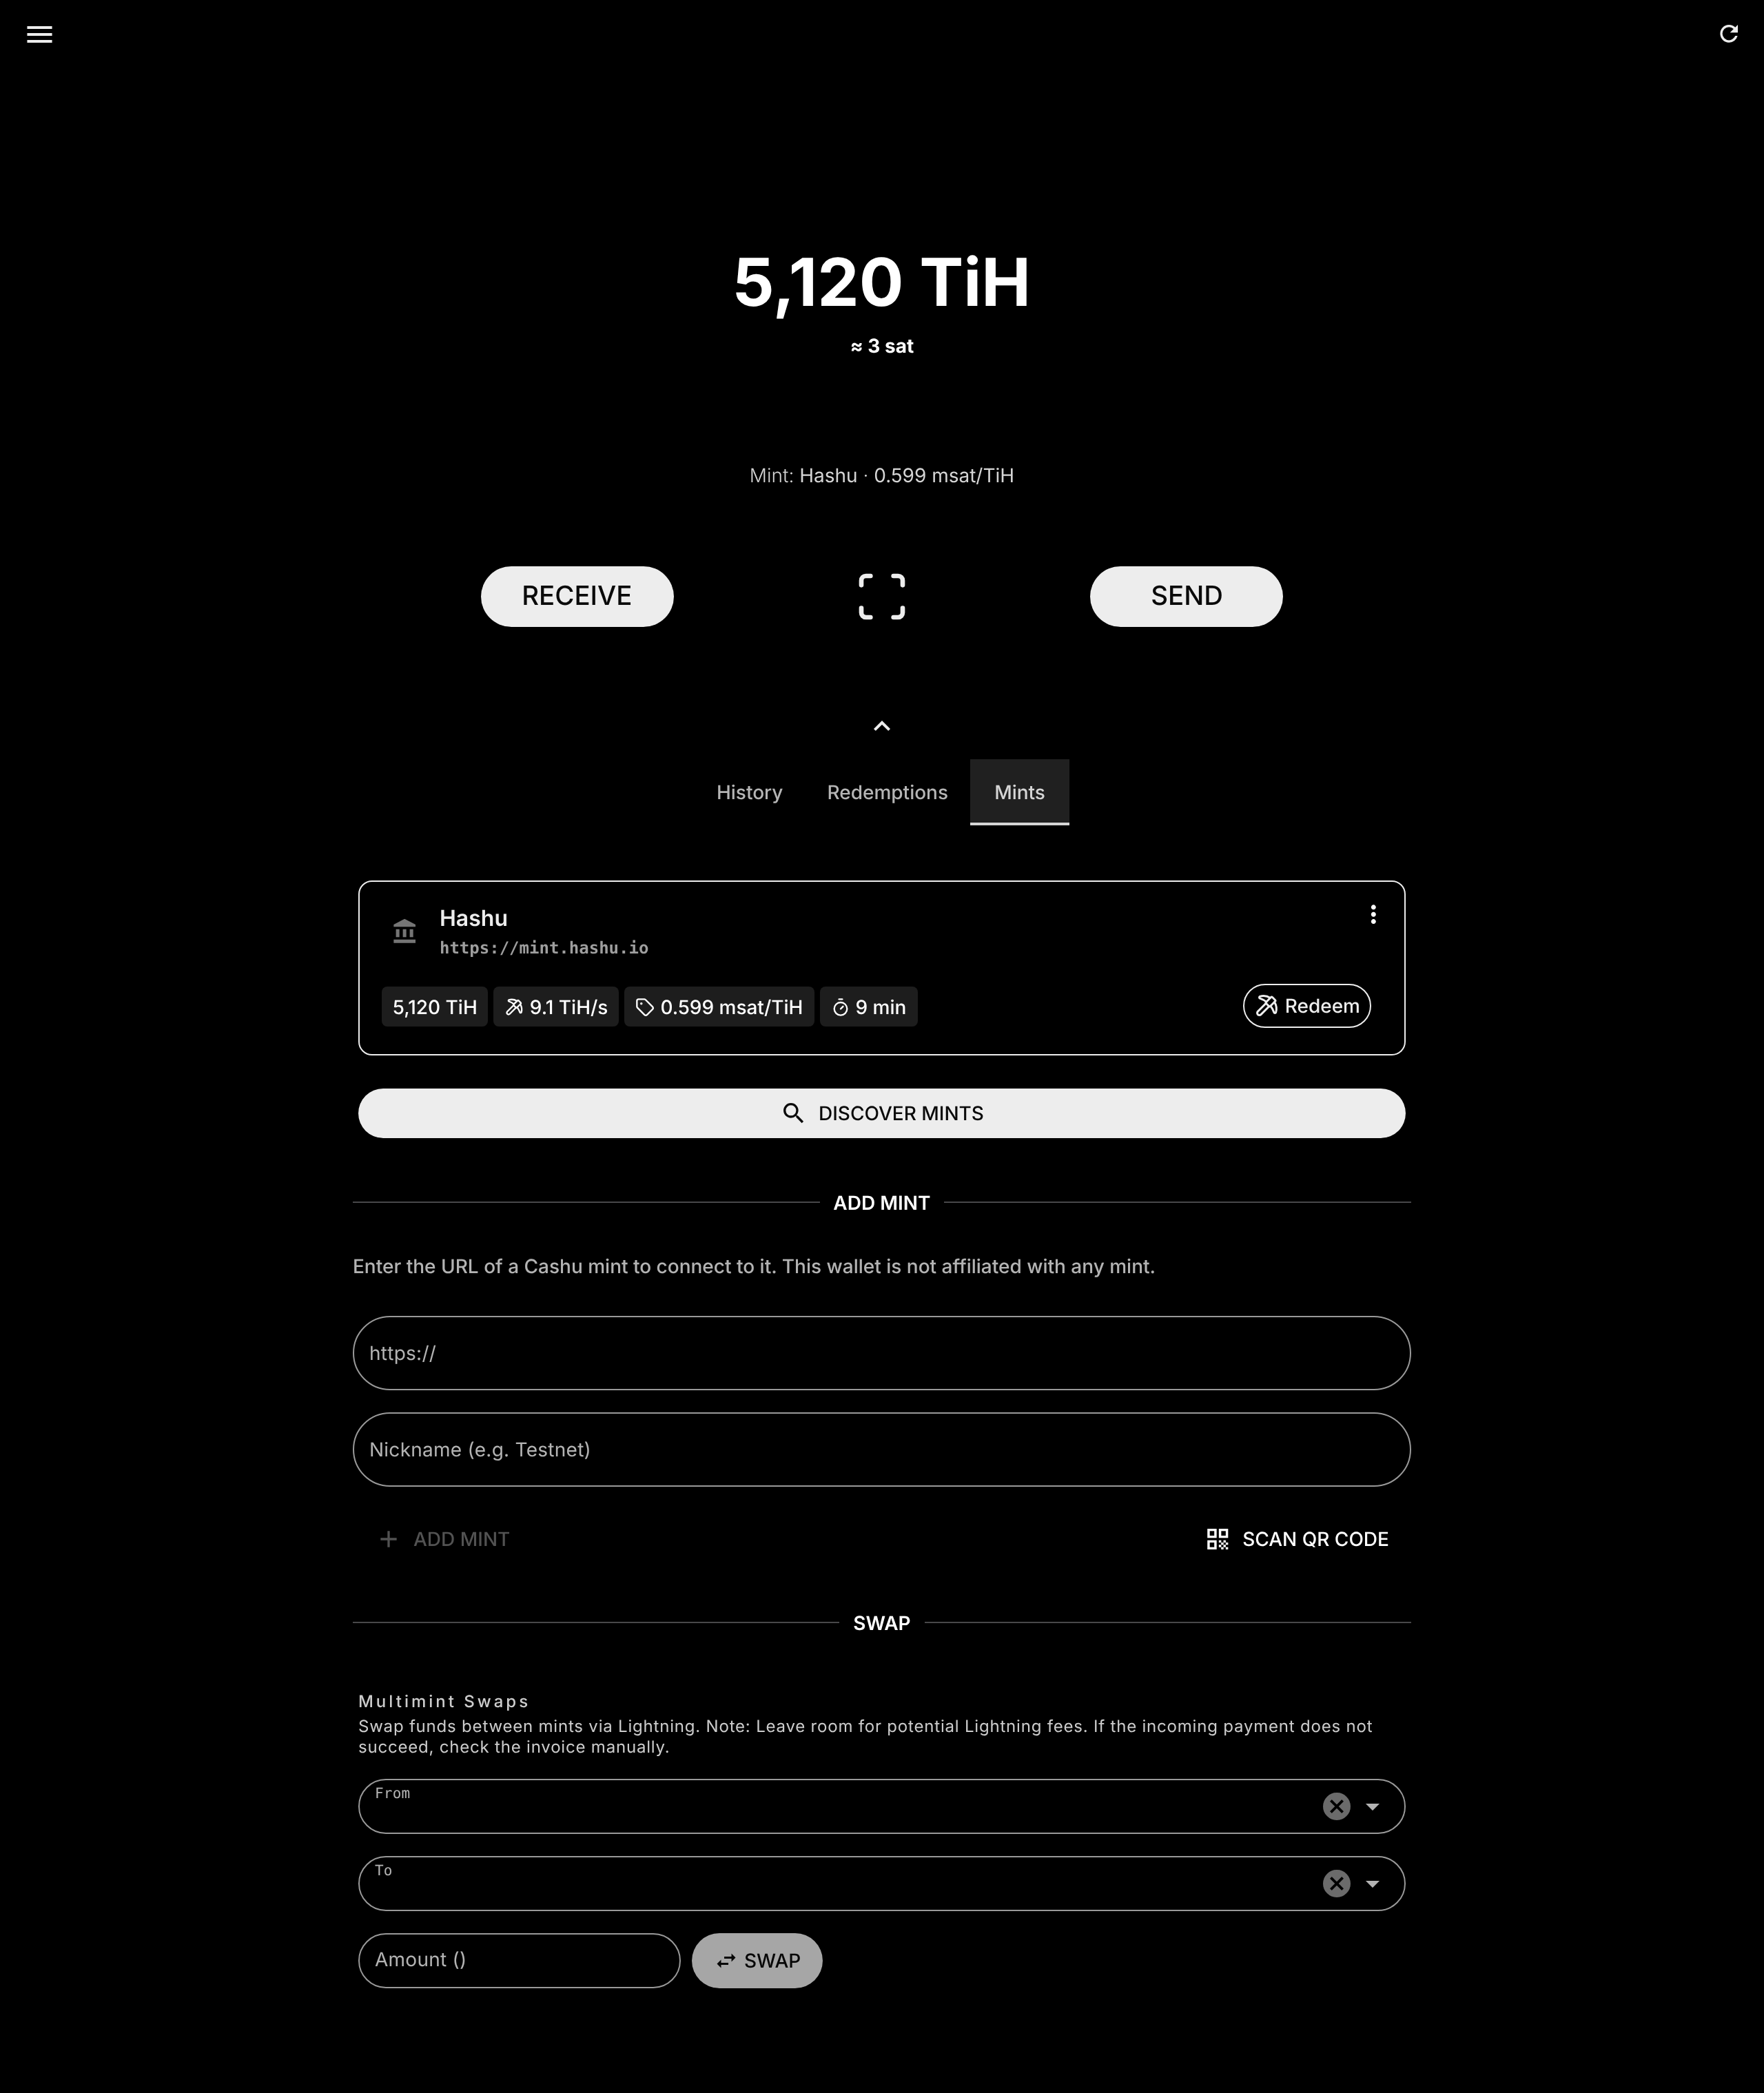 5,120 TiH
≈ 3 sat
Mint: Hashu · 0.599 msat/TiH
RECEIVE
SEND
History
Redemptions
Mints
Hashu
https://mint.hashu.io
5,120 TiH
9.1 TiH/s
0.599 msat/TiH
9 min
Redeem
DISCOVER MINTS
ADD MINT
Enter the URL of a Cashu mint to connect to it. This wallet is not affiliated with any mint.
https://
Nickname (e.g. Testnet)
ADD MINT
SCAN QR CODE
SWAP
Multimint Swaps
Swap funds between mints via Lightning. Note: Leave room for potential Lightning fees. If the incoming payment does not
succeed, check the invoice manually.
From
To
Amount ()
SWAP